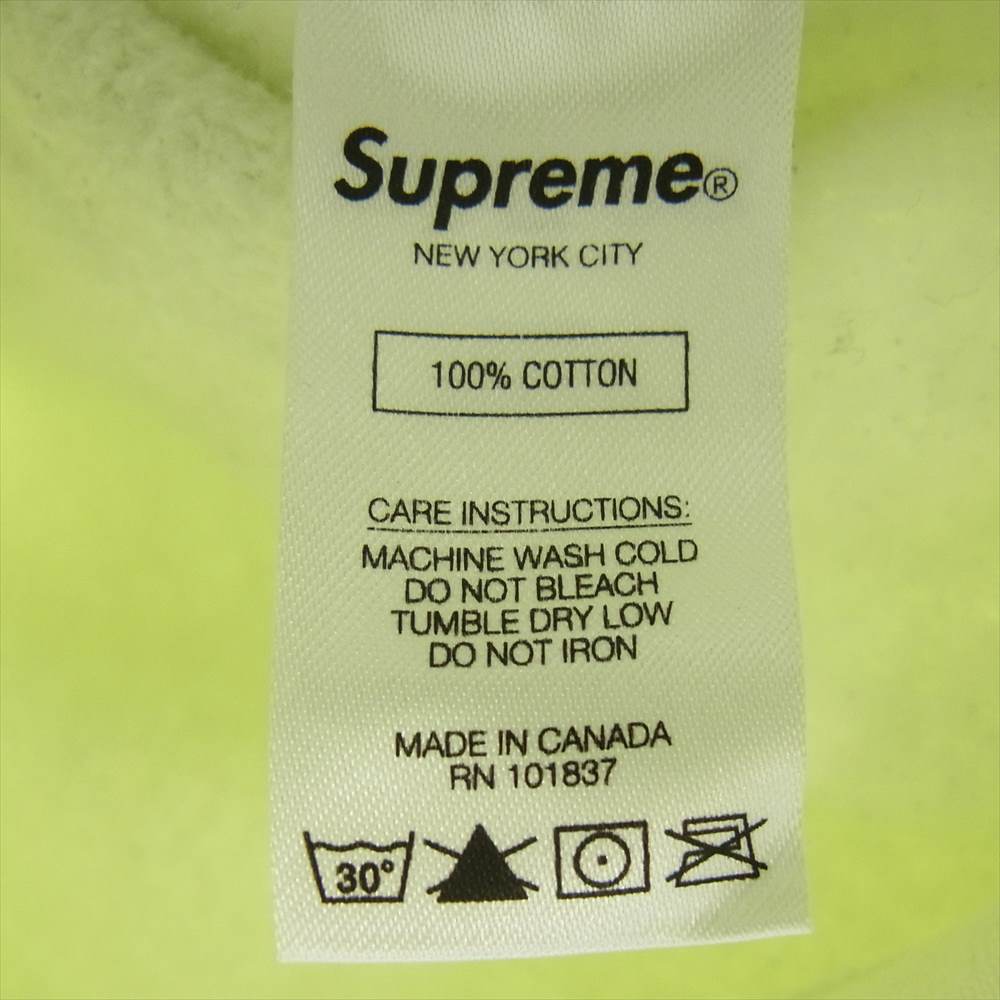 Supreme®
NEW YORK CITY
100% COTTON
CARE INSTRUCTIONS:
MACHINE WASH COLD
DO NOT BLEACH
TUMBLE DRY LOW
DO NOT IRON
MADE IN CANADA
RN 101837
30°